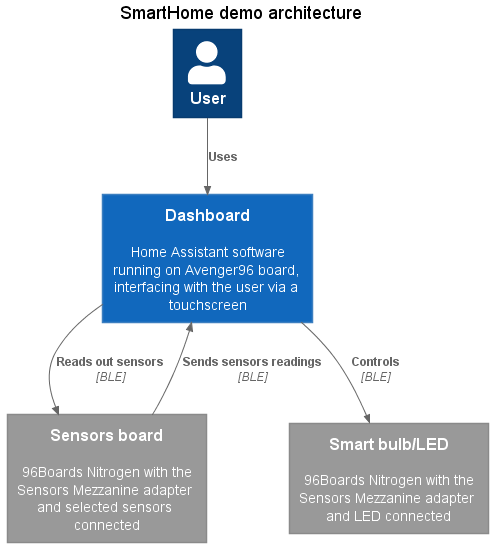 SmartHome demo architecture
User
Uses
Dashboard
Home Assistant software
running on Avenger96 board,
interfacing with the user via a
touchscreen
Reads out sensors
[BLE]
Sends sensors readings
[BLE]
Controls
[BLE]
Sensors board
96Boards Nitrogen with the
Sensors Mezzanine adapter
and selected sensors
connected
Smart bulb/LED
96Boards Nitrogen with the
Sensors Mezzanine adapter
and LED connected